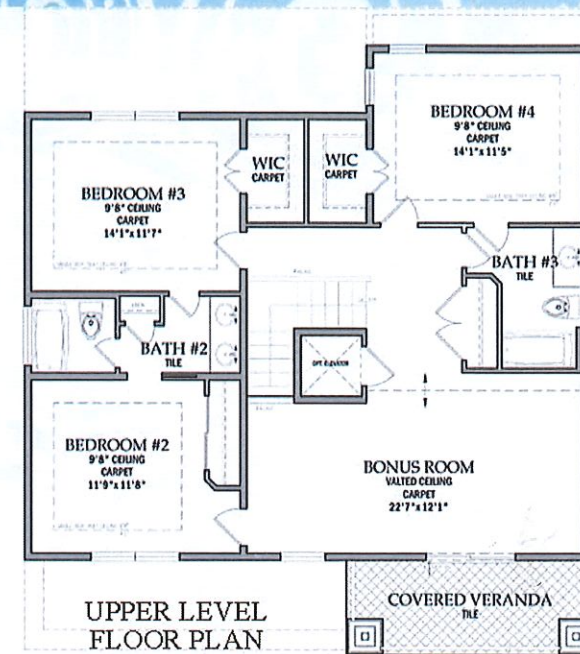 BEDROOM #4
9'8" CEILING
CARPET
14'1"x11'5"
WIC
CARPET
WIC
CARPET
BEDROOM #3
9'8" CEILING
CARPET
14'1"x11'7"
BATH #3
TILE
BATH #2
TILE
OPT. ELEVATOR
BEDROOM #2
9'8" CEILING
CARPET
11'9"x11'8"
BONUS ROOM
VALTED CEILING
CARPET
22'7"x12'1"
COVERED VERANDA
TILE
UPPER LEVEL
FLOOR PLAN